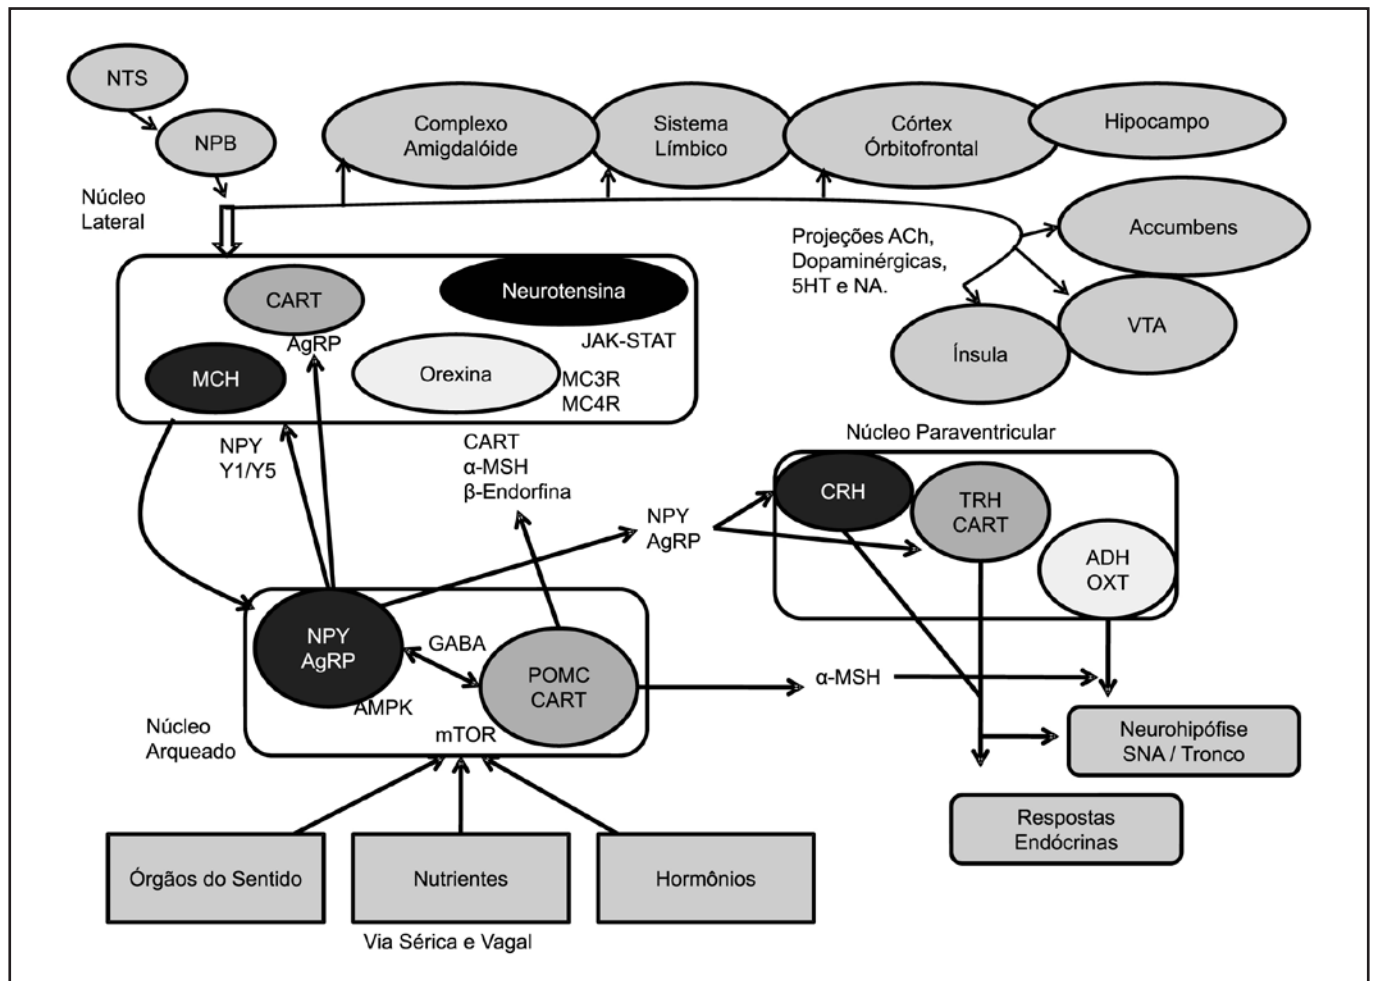 NTS
NPB
Núcleo
Lateral
Complexo
Amigdalóide
Sistema
Límbico
Córtex
Órbitofrontal
Hipocampo
Accumbens
Projeções ACh,
Dopaminérgicas,
5HT e NA.
VTA
Ínsula
CART
AgRP
Neurotensina
JAK-STAT
MCH
Orexina
MC3R
MC4R
NPY
Y1/Y5
CART
α-MSH
β-Endorfina
Núcleo Paraventricular
CRH
TRH
CART
ADH
OXT
NPY
AgRP
NPY
AgRP
GABA
POMC
CART
AMPK
mTOR
Núcleo
Arqueado
α-MSH
Neurohipófise
SNA / Tronco
Respostas
Endócrinas
Órgãos do Sentido
Nutrientes
Hormônios
Via Sérica e Vagal